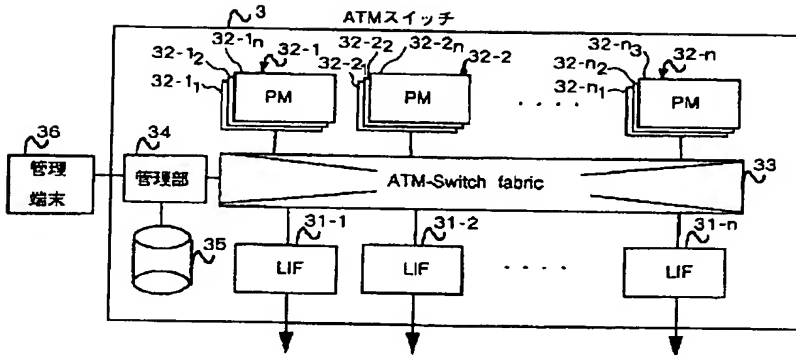 3
ATMスイッチ
32-1₁
32-1₂
32-1n
32-1
PM
32-2₁
32-2₂
32-2n
32-2
PM
. . . .
32-n₁
32-n₂
32-n₃
32-n
PM
36
管理
端末
34
管理部
35
ATM-Switch fabric
33
31-1
LIF
31-2
LIF
. . . .
31-n
LIF